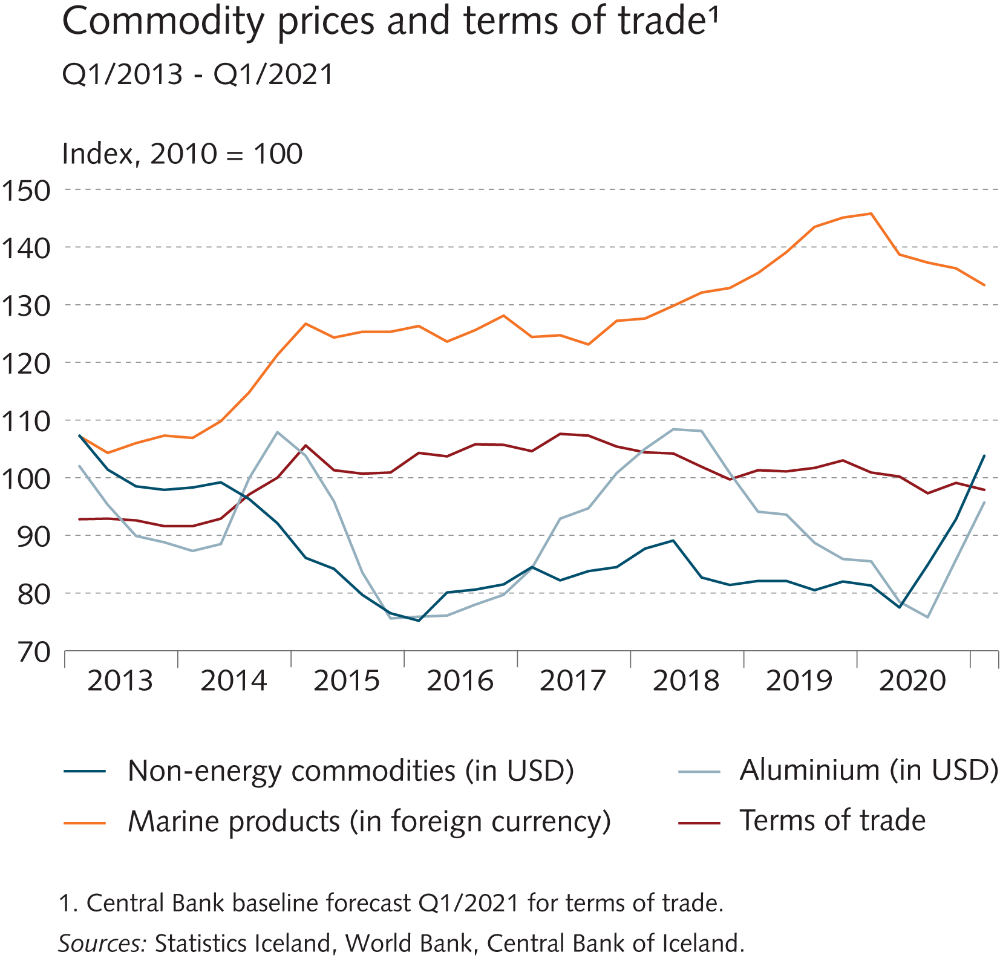 Commodity prices and terms of trade¹
Q1/2013 - Q1/2021
Index, 2010 = 100
150
140
130
120
110
100
90
80
70
2013 2014 2015 2016 2017 2018 2019 2020
Non-energy commodities (in USD) Aluminium (in USD)
Marine products (in foreign currency) Terms of trade
1. Central Bank baseline forecast Q1/2021 for terms of trade.
Sources: Statistics Iceland, World Bank, Central Bank of Iceland.